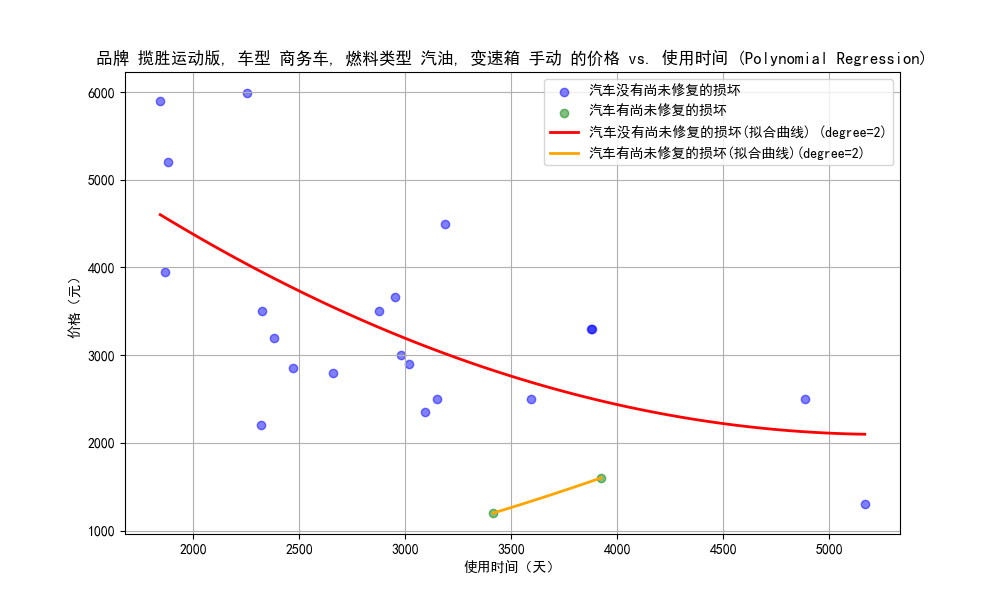 品牌 揽胜运动版, 车型 商务车, 燃料类型 汽油, 变速箱 手动 的价格 vs. 使用时间 (Polynomial Regression)
汽车没有尚未修复的损坏
汽车有尚未修复的损坏
汽车没有尚未修复的损坏(拟合曲线) (degree=2)
汽车有尚未修复的损坏(拟合曲线)(degree=2)
价格（元）
6000
5000
4000
3000
2000
1000
2000 2500 3000 3500 4000 4500 5000
使用时间（天）